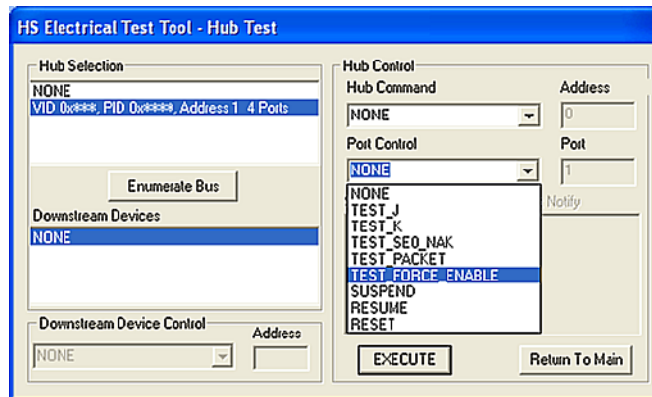 HS Electrical Test Tool - Hub Test
Hub Selection
NONE
VID 0x***, PID 0x****, Address 1 4 Ports
Enumerate Bus
Downstream Devices
NONE
Downstream Device Control
Address
NONE
Hub Control
Hub Command
Address
NONE
0
Port Control
Port
NONE
1
NONE
TEST_J
TEST_K
TEST_SE0_NAK
TEST_PACKET
TEST_FORCE_ENABLE
SUSPEND
RESUME
RESET
Notify
EXECUTE
Return To Main